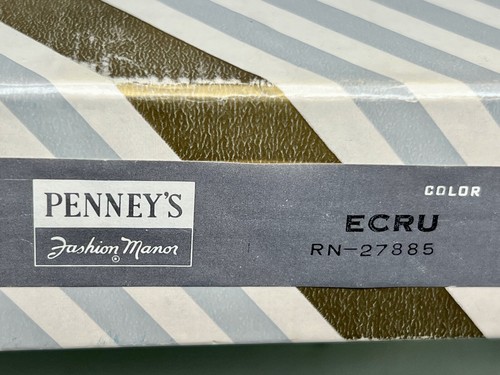 PENNEY'S
Fashion Manor
®
COLOR
ECRU
RN-27885